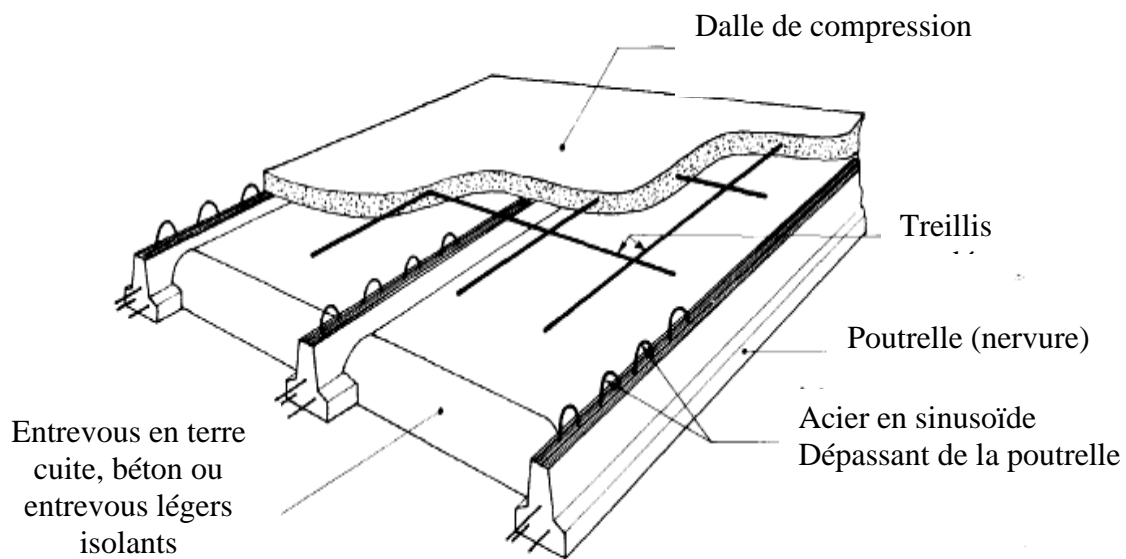 Dalle de compression
Treillis
Poutrelle (nervure)
Acier en sinusoïde
Dépassant de la poutrelle
Entrevous en terre
cuite, béton ou
entrevous légers
isolants